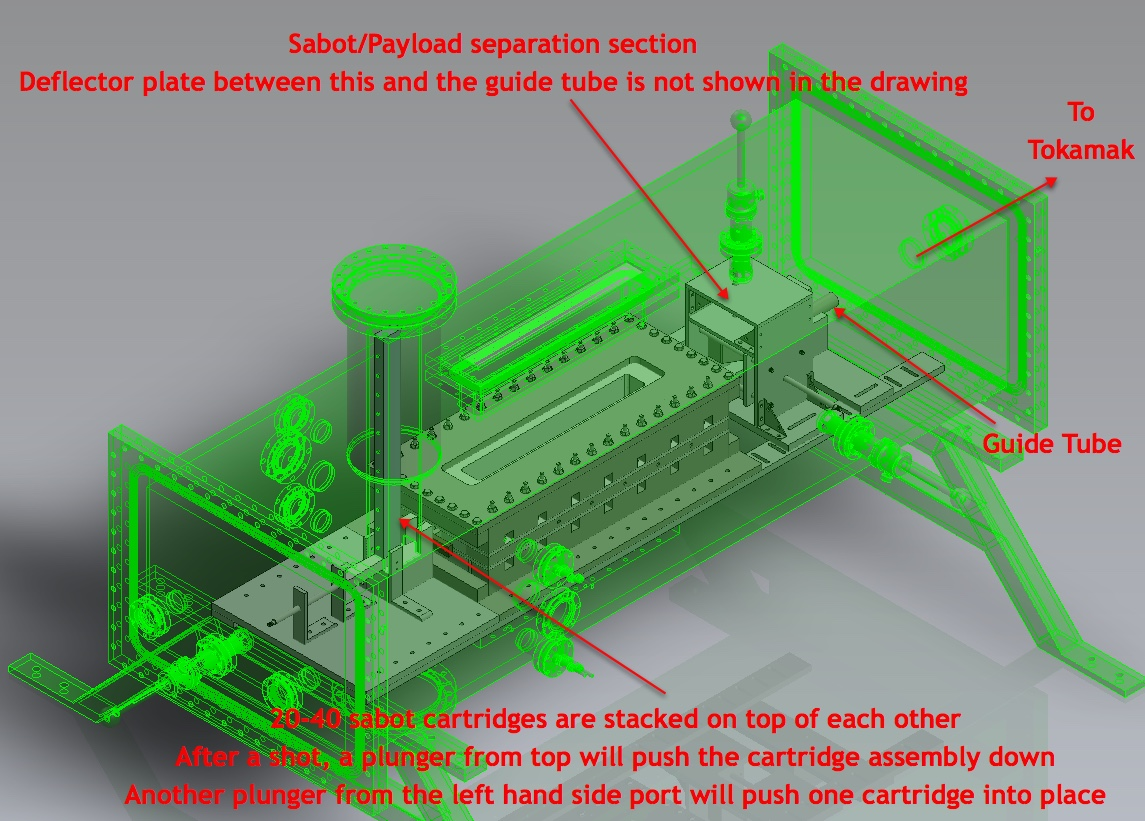 Sabot/Payload separation section
Deflector plate between this and the guide tube is not shown in the drawing
To
Tokamak
Guide Tube
20-40 sabot cartridges are stacked on top of each other
After a shot, a plunger from top will push the cartridge assembly down
Another plunger from the left hand side port will push one cartridge into place